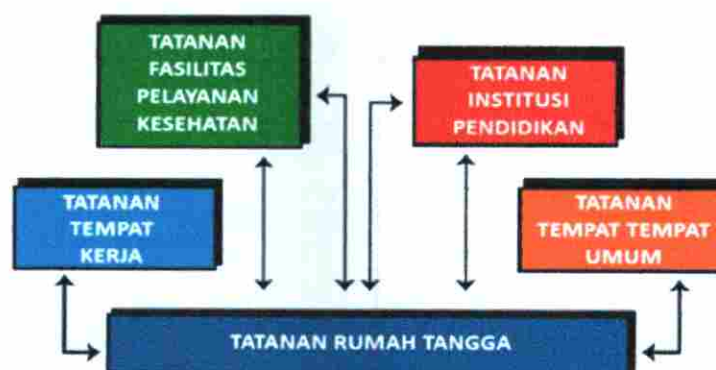 TATANAN
FASILITAS
PELAYANAN
KESEHATAN
TATANAN
INSTITUSI
PENDIDIKAN
TATANAN
TEMPAT
KERJA
TATANAN
TEMPAT TEMPAT
UMUM
TATANAN RUMAH TANGGA